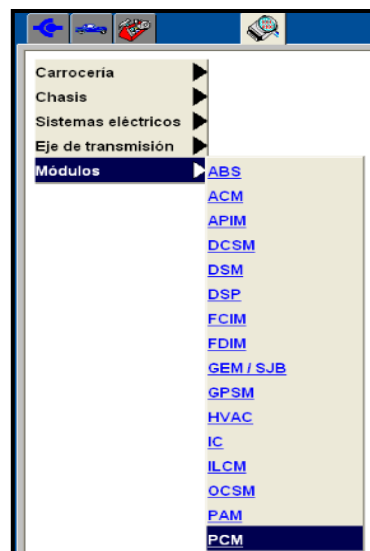 Carrocería
Chasis
Sistemas eléctricos
Eje de transmisión
Módulos
ABS
ACM
APIM
DCSM
DSM
DSP
FCIM
FDIM
GEM / SJB
GPSM
HVAC
IC
ILCM
OCSM
PAM
PCM